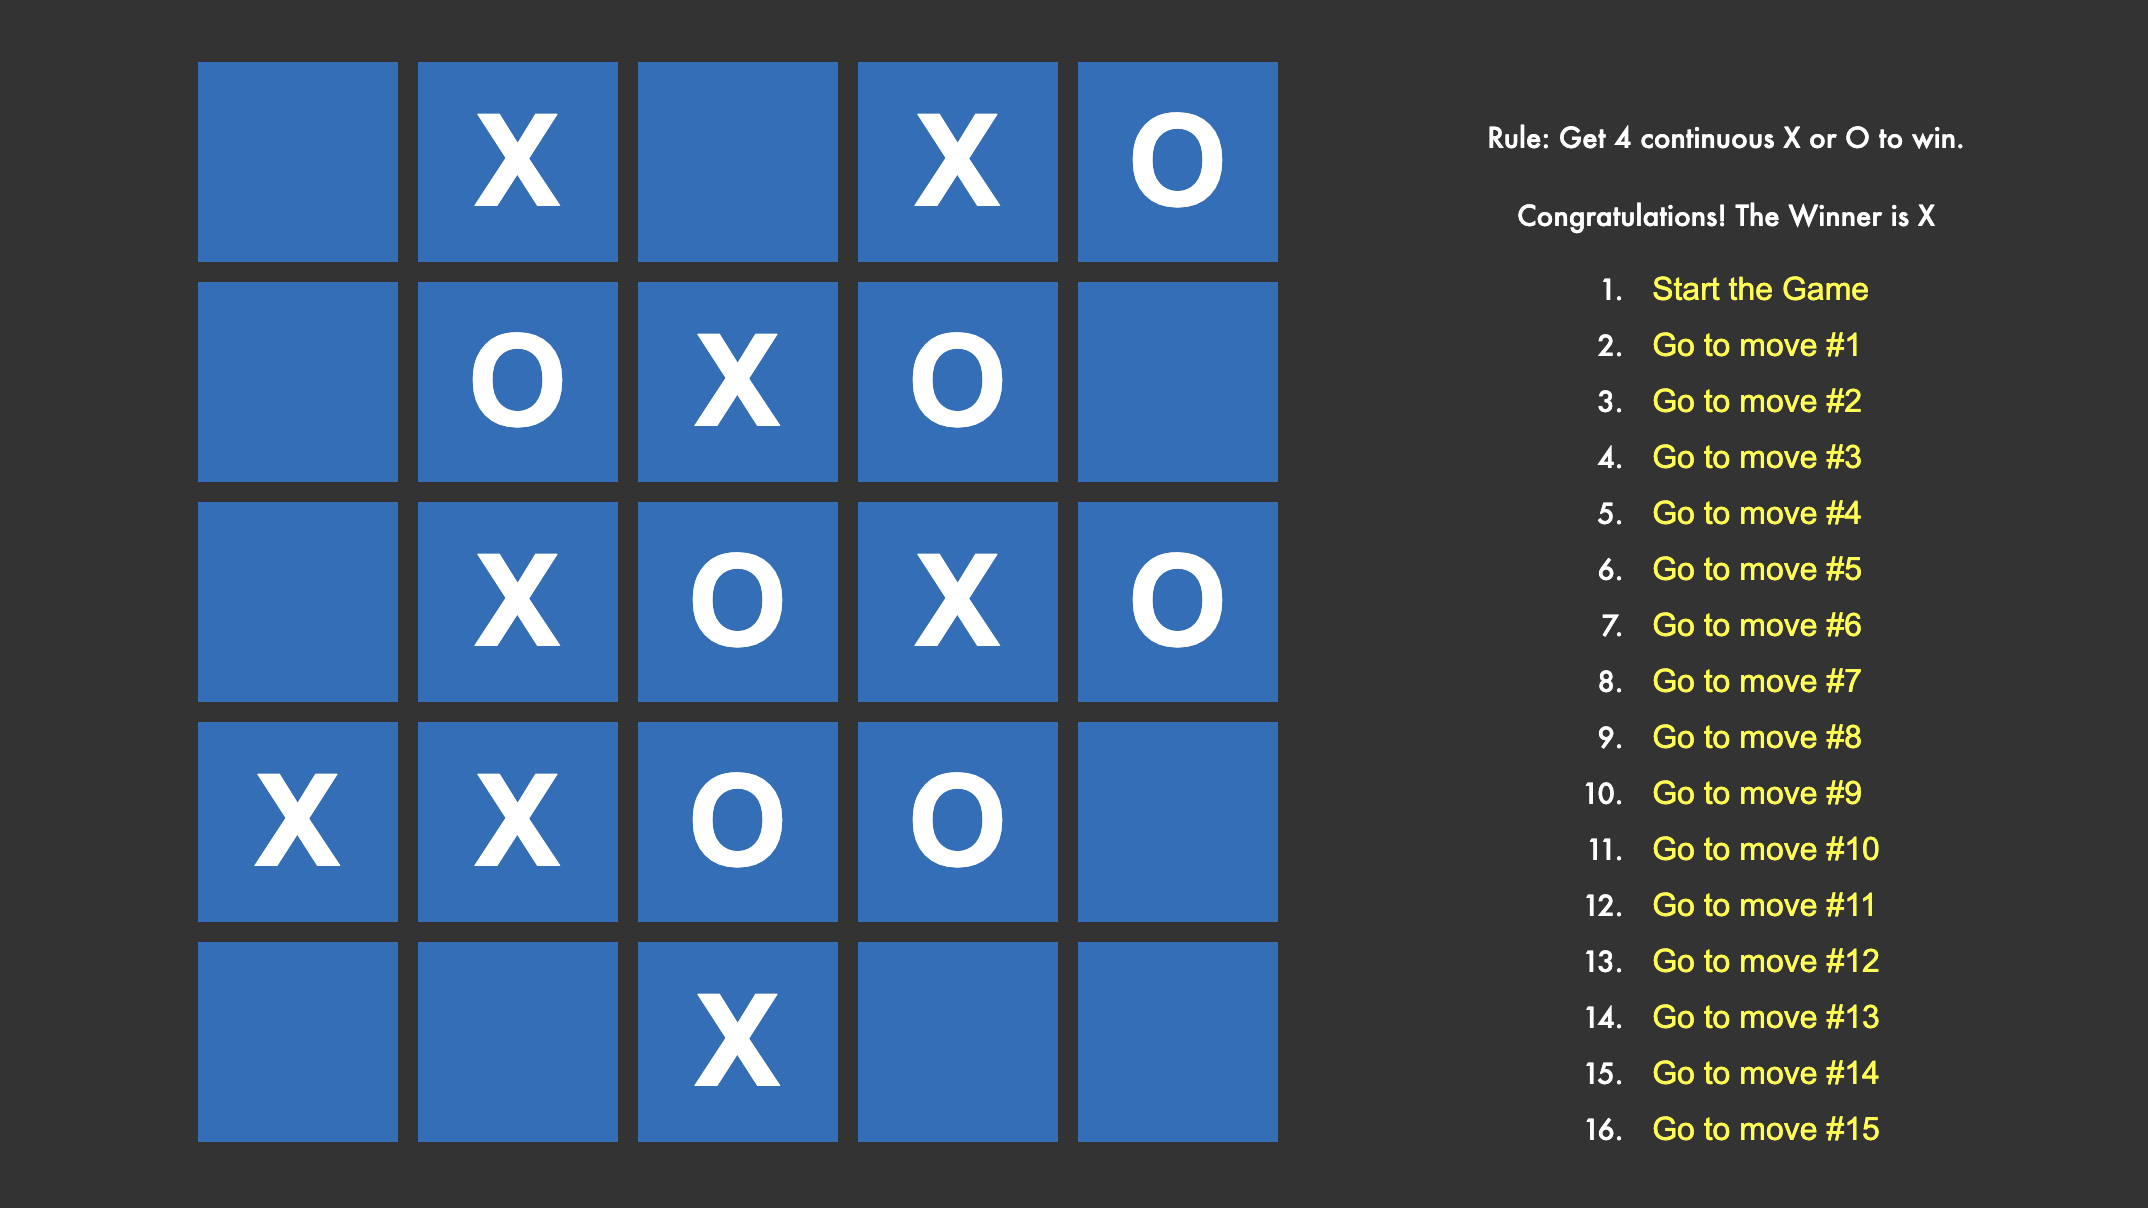 X X O
O X O
X O X O
X X O O
X
Rule: Get 4 continuous X or O to win.
Congratulations! The Winner is X
1. Start the Game
2. Go to move #1
3. Go to move #2
4. Go to move #3
5. Go to move #4
6. Go to move #5
7. Go to move #6
8. Go to move #7
9. Go to move #8
10. Go to move #9
11. Go to move #10
12. Go to move #11
13. Go to move #12
14. Go to move #13
15. Go to move #14
16. Go to move #15